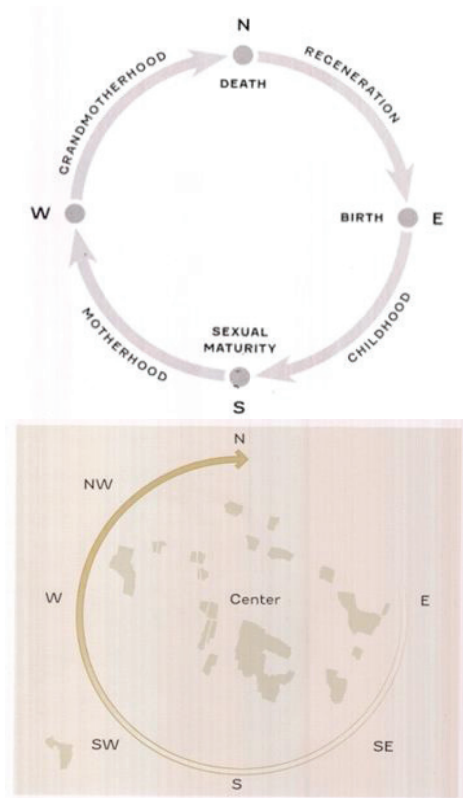 N
DEATH
REGENERATION
GRANDMOTHERHOOD
W
BIRTH
E
SEXUAL
MATURITY
MOTHERHOOD
CHILDHOOD
S
N
NW
W
Center
E
SW
SE
S